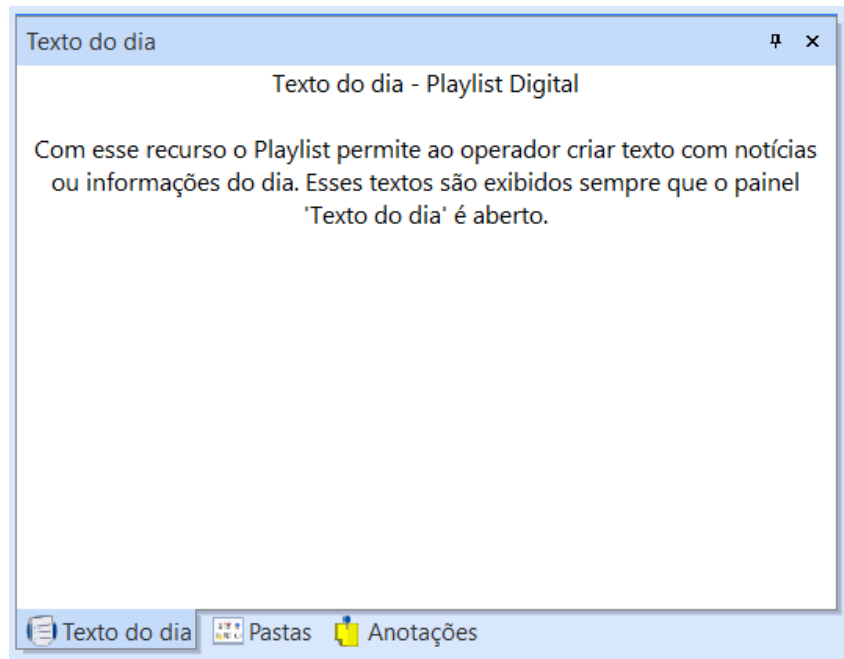 Texto do dia
Texto do dia - Playlist Digital
Com esse recurso o Playlist permite ao operador criar texto com notícias
ou informações do dia. Esses textos são exibidos sempre que o painel
'Texto do dia' é aberto.
Texto do dia Pastas Anotações